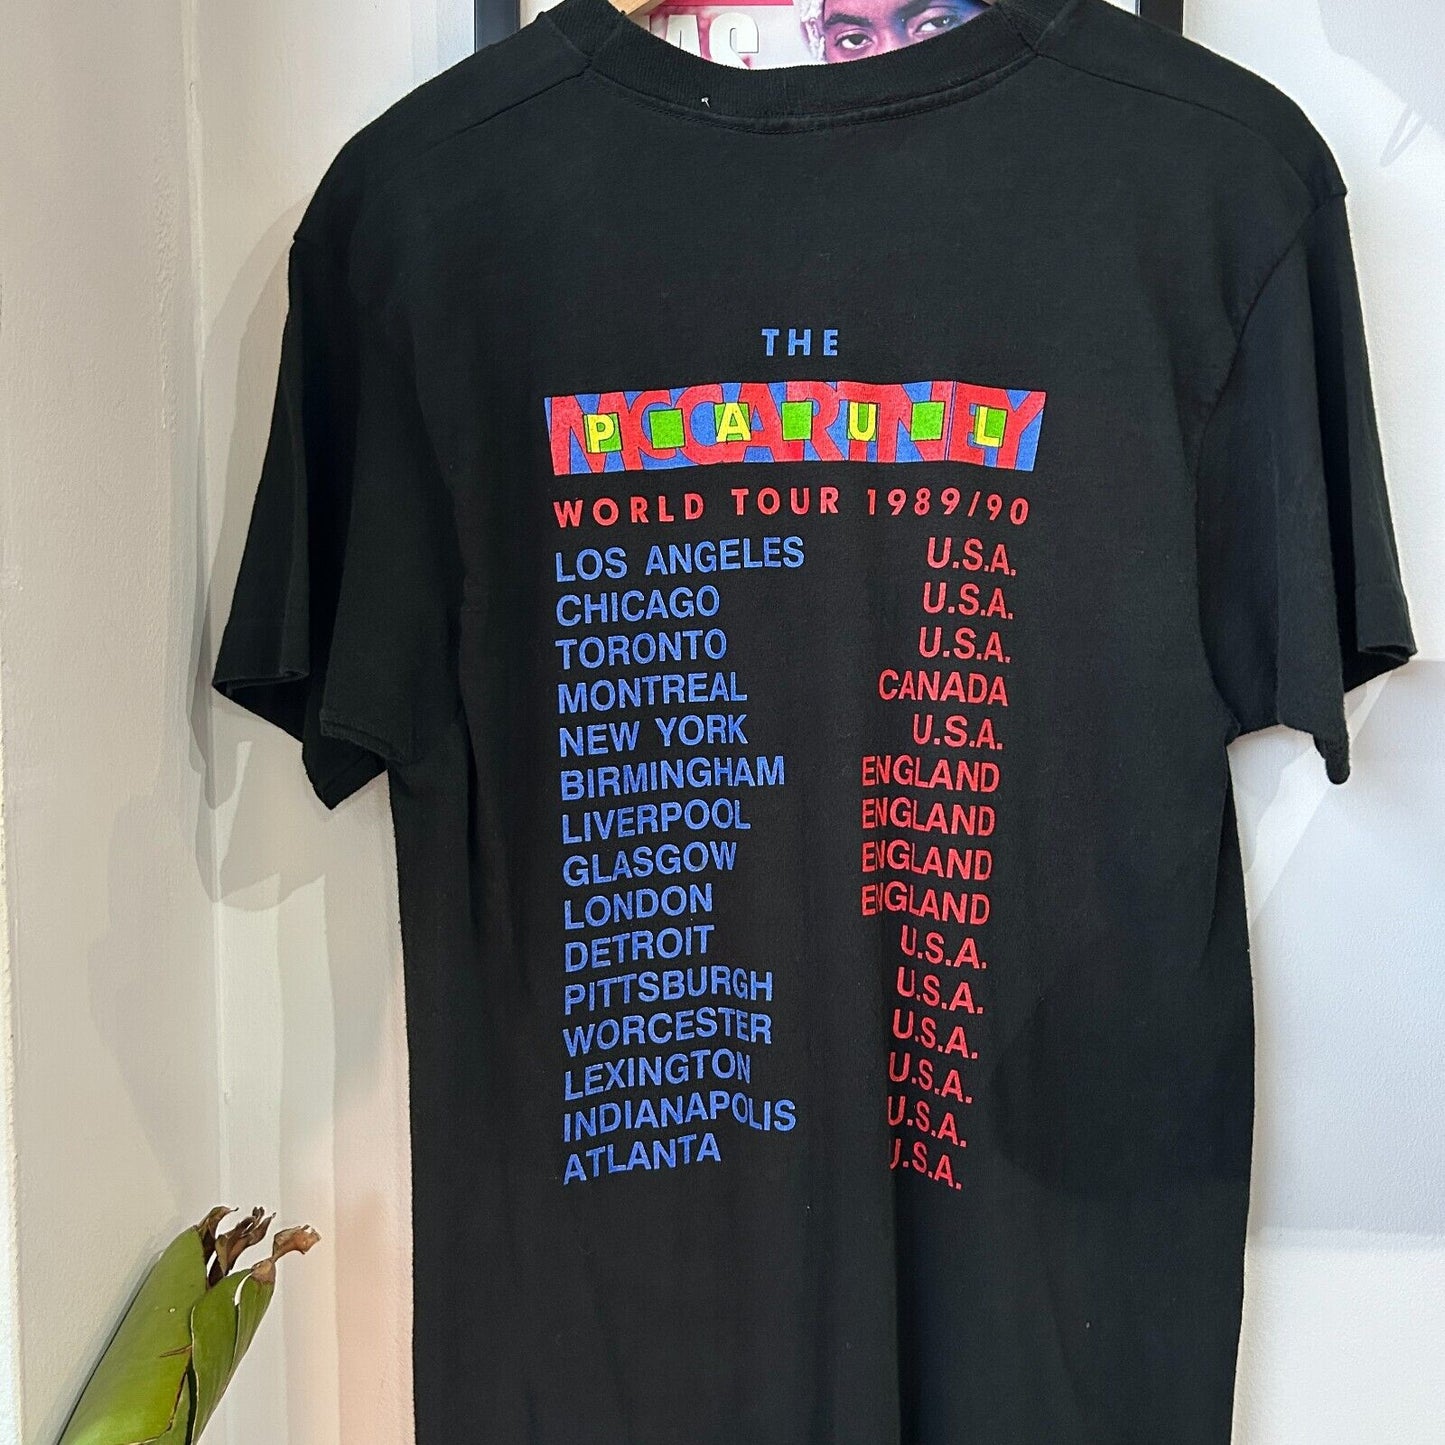 NAS
THE
McCARTNEY
P A U L
WORLD TOUR 1989/90
LOS ANGELES U.S.A.
CHICAGO U.S.A.
TORONTO U.S.A.
MONTREAL CANADA
NEW YORK U.S.A.
BIRMINGHAM ENGLAND
LIVERPOOL ENGLAND
GLASGOW ENGLAND
LONDON ENGLAND
DETROIT U.S.A.
PITTSBURGH U.S.A.
WORCESTER U.S.A.
LEXINGTON U.S.A.
INDIANAPOLIS U.S.A.
ATLANTA U.S.A.